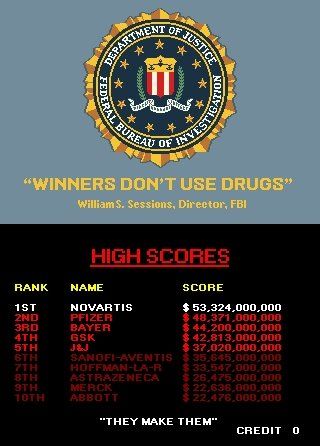 DEPARTMENT OF JUSTICE
FEDERAL BUREAU OF INVESTIGATION
“WINNERS DON'T USE DRUGS”
William S. Sessions, Director, FBI
HIGH SCORES
RANK NAME SCORE
1ST NOVARTIS $ 53,324,000,000
2ND PFIZER $ 48,371,000,000
3RD BAYER $ 44,200,000,000
4TH GSK $ 42,813,000,000
5TH J&J $ 37,020,000,000
6TH SANOFI-AVENTIS $ 35,645,000,000
7TH HOFFMAN-LA-R $ 33,547,000,000
8TH ASTRAZENECA $ 26,475,000,000
9TH MERCK $ 22,636,000,000
10TH ABBOTT $ 22,476,000,000
"THEY MAKE THEM"
CREDIT 0